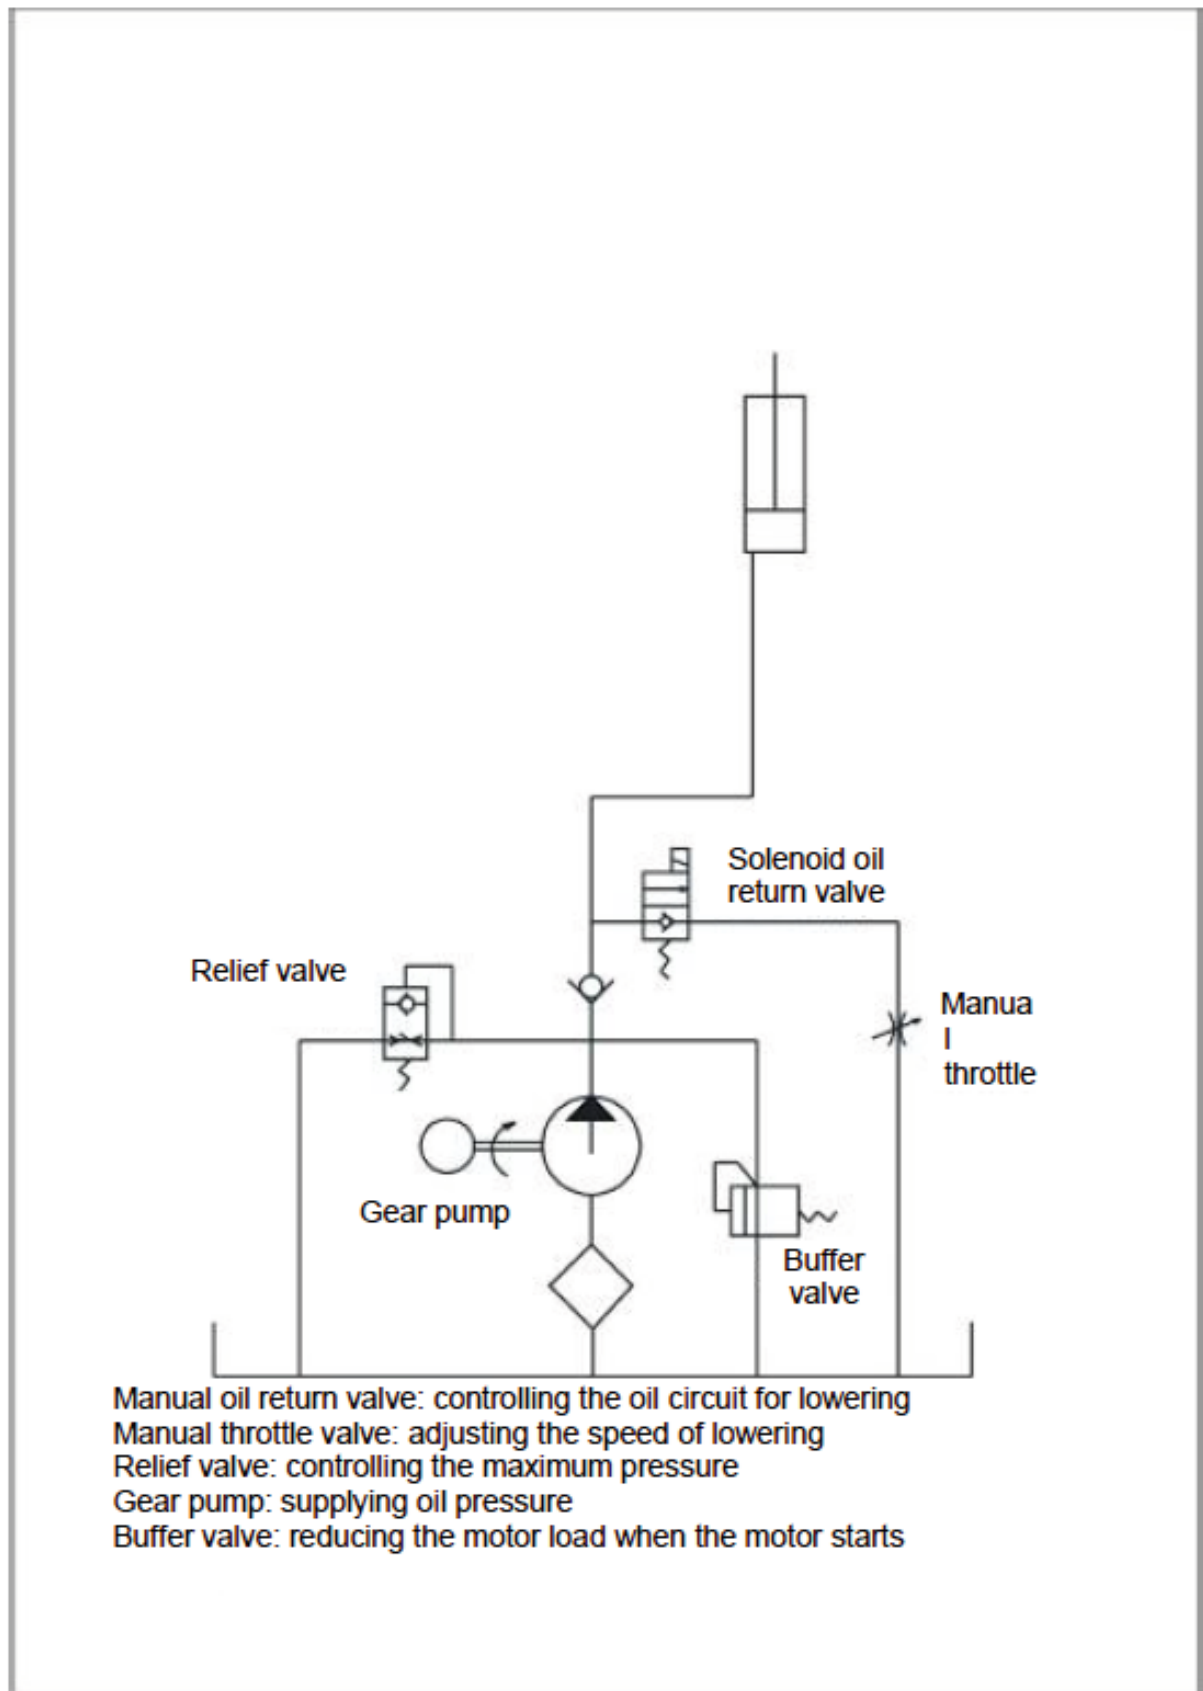 Solenoid oil
return valve
Relief valve
Manua
l
throttle
Gear pump
Buffer
valve
Manual oil return valve: controlling the oil circuit for lowering
Manual throttle valve: adjusting the speed of lowering
Relief valve: controlling the maximum pressure
Gear pump: supplying oil pressure
Buffer valve: reducing the motor load when the motor starts